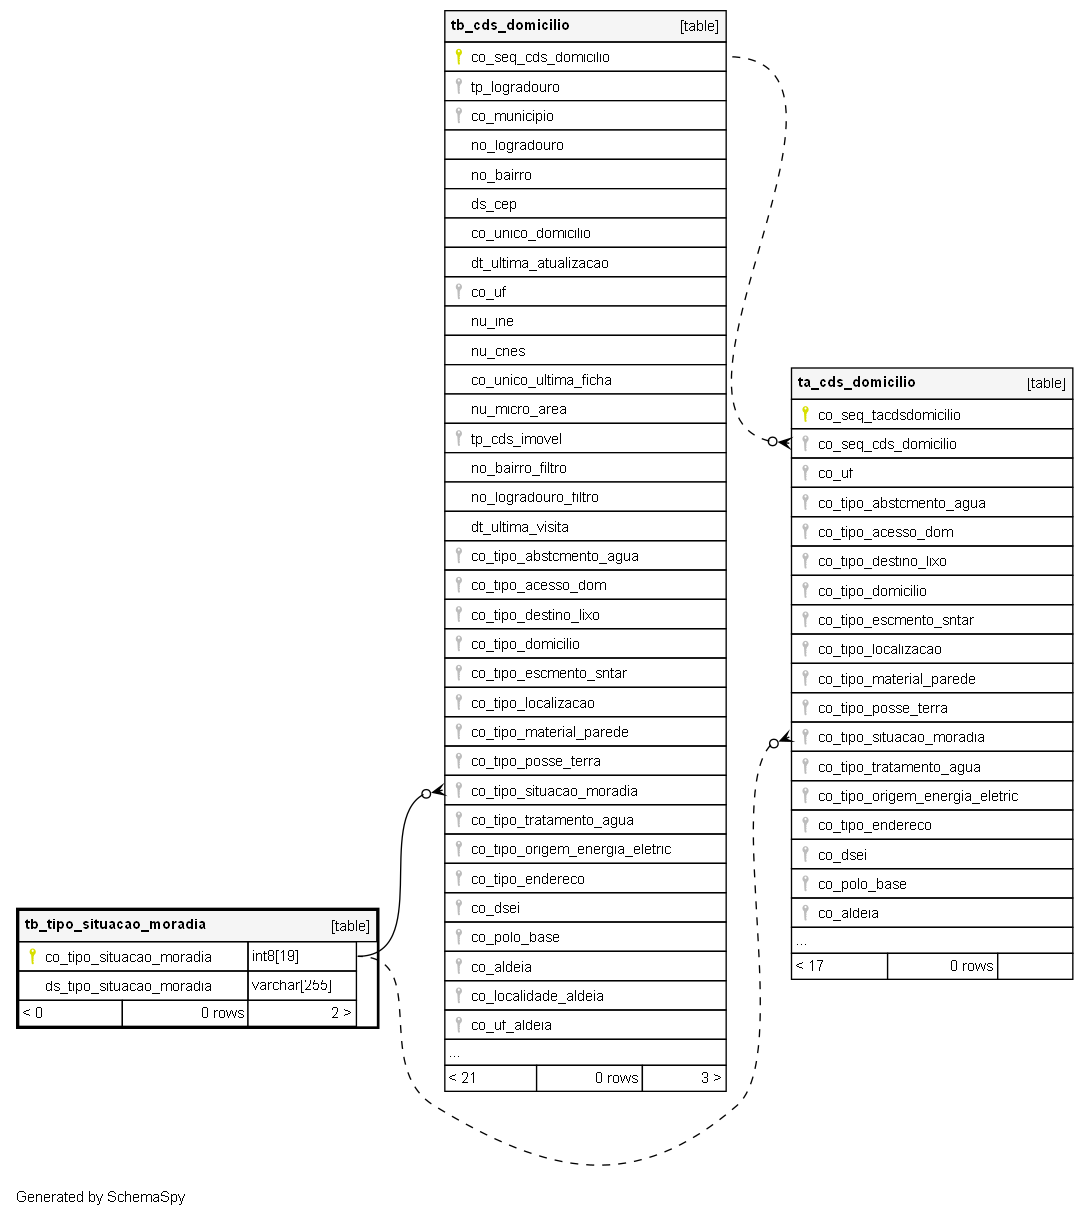 tb_cds_domicilio [table]
co_seq_cds_domicilio
tp_logradouro
co_municipio
no_logradouro
no_bairro
ds_cep
co_unico_domicilio
dt_ultima_atualizacao
co_uf
nu_ine
nu_cnes
co_unico_ultima_ficha
nu_micro_area
tp_cds_imovel
no_bairro_filtro
no_logradouro_filtro
dt_ultima_visita
co_tipo_abstcmento_agua
co_tipo_acesso_dom
co_tipo_destino_lixo
co_tipo_domicilio
co_tipo_escmento_sntar
co_tipo_localizacao
co_tipo_material_parede
co_tipo_posse_terra
co_tipo_situacao_moradia
co_tipo_tratamento_agua
co_tipo_origem_energia_eletric
co_tipo_endereco
co_dsei
co_polo_base
co_aldeia
co_localidade_aldeia
co_uf_aldeia
...
< 21 0 rows 3 >
ta_cds_domicilio [table]
co_seq_tacdsdomicilio
co_seq_cds_domicilio
co_uf
co_tipo_abstcmento_agua
co_tipo_acesso_dom
co_tipo_destino_lixo
co_tipo_domicilio
co_tipo_escmento_sntar
co_tipo_localizacao
co_tipo_material_parede
co_tipo_posse_terra
co_tipo_situacao_moradia
co_tipo_tratamento_agua
co_tipo_origem_energia_eletric
co_tipo_endereco
co_dsei
co_polo_base
co_aldeia
...
< 17 0 rows
tb_tipo_situacao_moradia [table]
co_tipo_situacao_moradia int8[19]
ds_tipo_situacao_moradia varchar[255]
< 0 0 rows 2 >
Generated by SchemaSpy